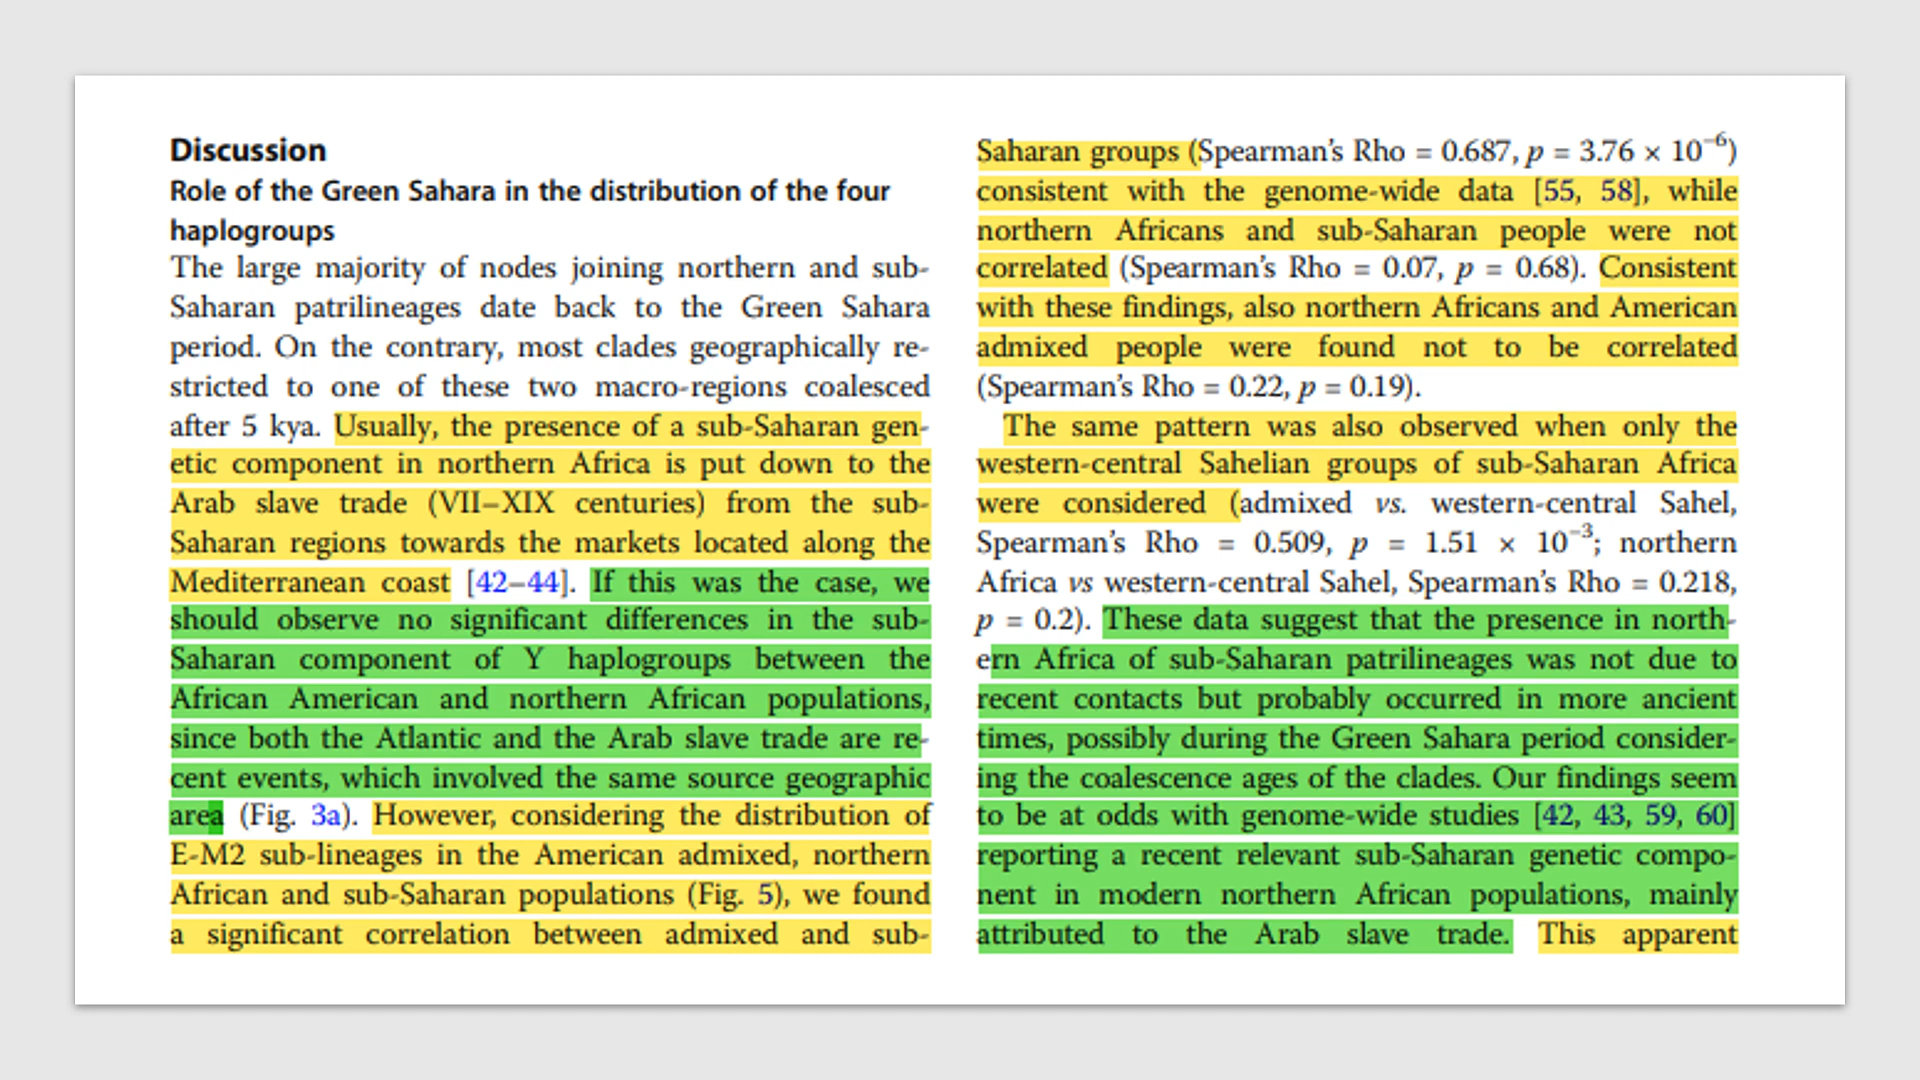 Discussion
Role of the Green Sahara in the distribution of the four
haplogroups
The large majority of nodes joining northern and sub-
Saharan patrilineages date back to the Green Sahara
period. On the contrary, most clades geographically re-
stricted to one of these two macro-regions coalesced
after 5 kya. Usually, the presence of a sub-Saharan gen-
etic component in northern Africa is put down to the
Arab slave trade (VII–XIX centuries) from the sub-
Saharan regions towards the markets located along the
Mediterranean coast [42–44]. If this was the case, we
should observe no significant differences in the sub-
Saharan component of Y haplogroups between the
African American and northern African populations,
since both the Atlantic and the Arab slave trade are re-
cent events, which involved the same source geographic
area (Fig. 3a). However, considering the distribution of
E-M2 sub-lineages in the American admixed, northern
African and sub-Saharan populations (Fig. 5), we found
a significant correlation between admixed and sub-
Saharan groups (Spearman’s Rho = 0.687, p = 3.76 × 10⁻⁶)
consistent with the genome-wide data [55, 58], while
northern Africans and sub-Saharan people were not
correlated (Spearman’s Rho = 0.07, p = 0.68). Consistent
with these findings, also northern Africans and American
admixed people were found not to be correlated
(Spearman’s Rho = 0.22, p = 0.19).
The same pattern was also observed when only the
western-central Sahelian groups of sub-Saharan Africa
were considered (admixed vs. western-central Sahel,
Spearman’s Rho = 0.509, p = 1.51 × 10⁻³; northern
Africa vs western-central Sahel, Spearman’s Rho = 0.218,
p = 0.2). These data suggest that the presence in north-
ern Africa of sub-Saharan patrilineages was not due to
recent contacts but probably occurred in more ancient
times, possibly during the Green Sahara period consider-
ing the coalescence ages of the clades. Our findings seem
to be at odds with genome-wide studies [42, 43, 59, 60]
reporting a recent relevant sub-Saharan genetic compo-
nent in modern northern African populations, mainly
attributed to the Arab slave trade. This apparent